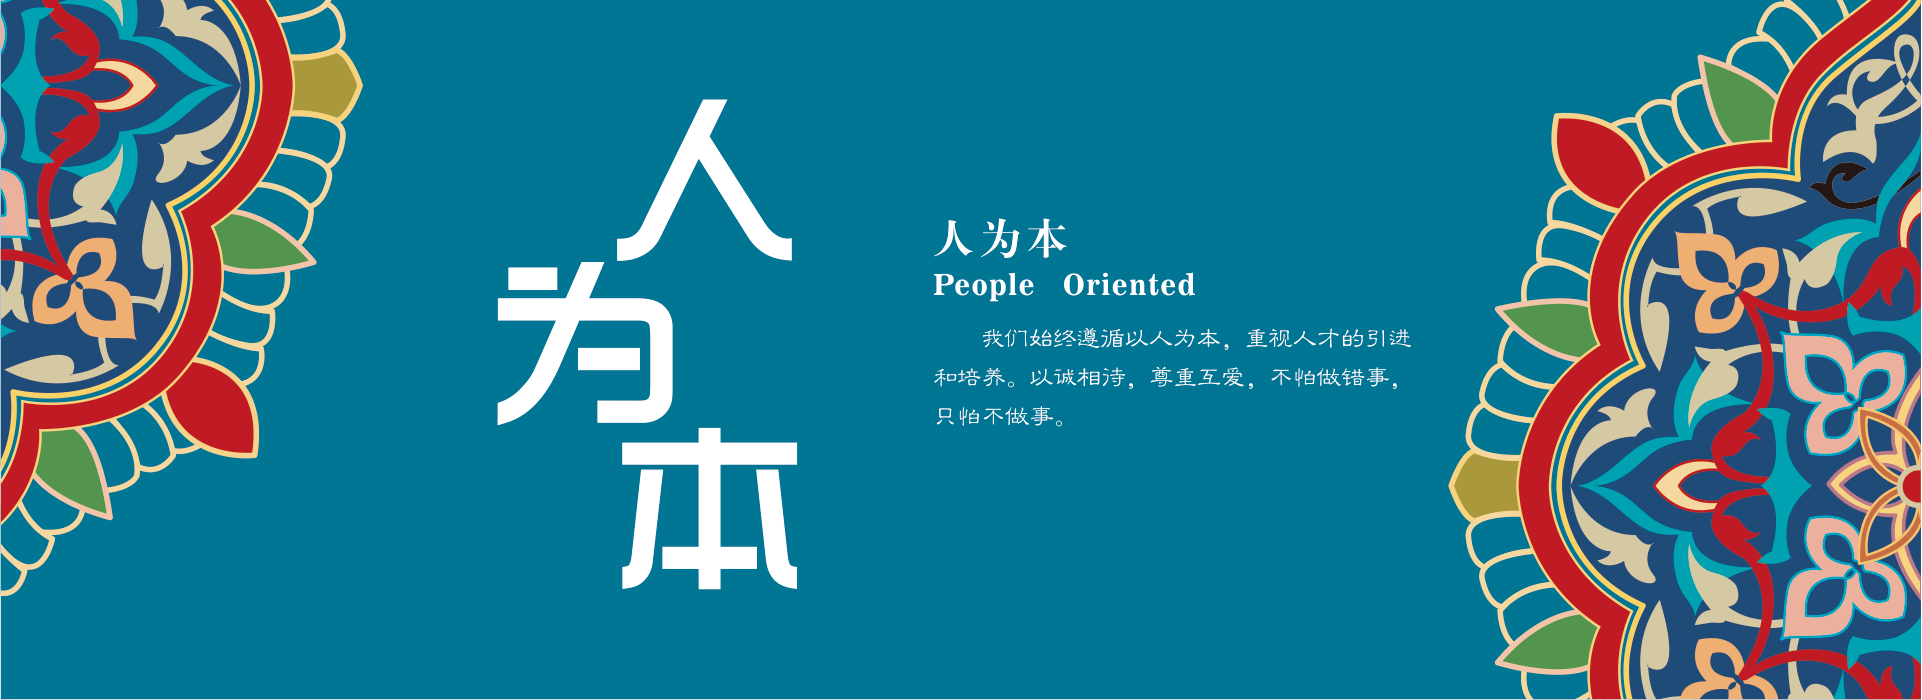 人
为
本
人为本
People Oriented
我们始终遵循以人为本，重视人才的引进
和培养。以诚相待，尊重互爱，不怕做错事，
只怕不做事。